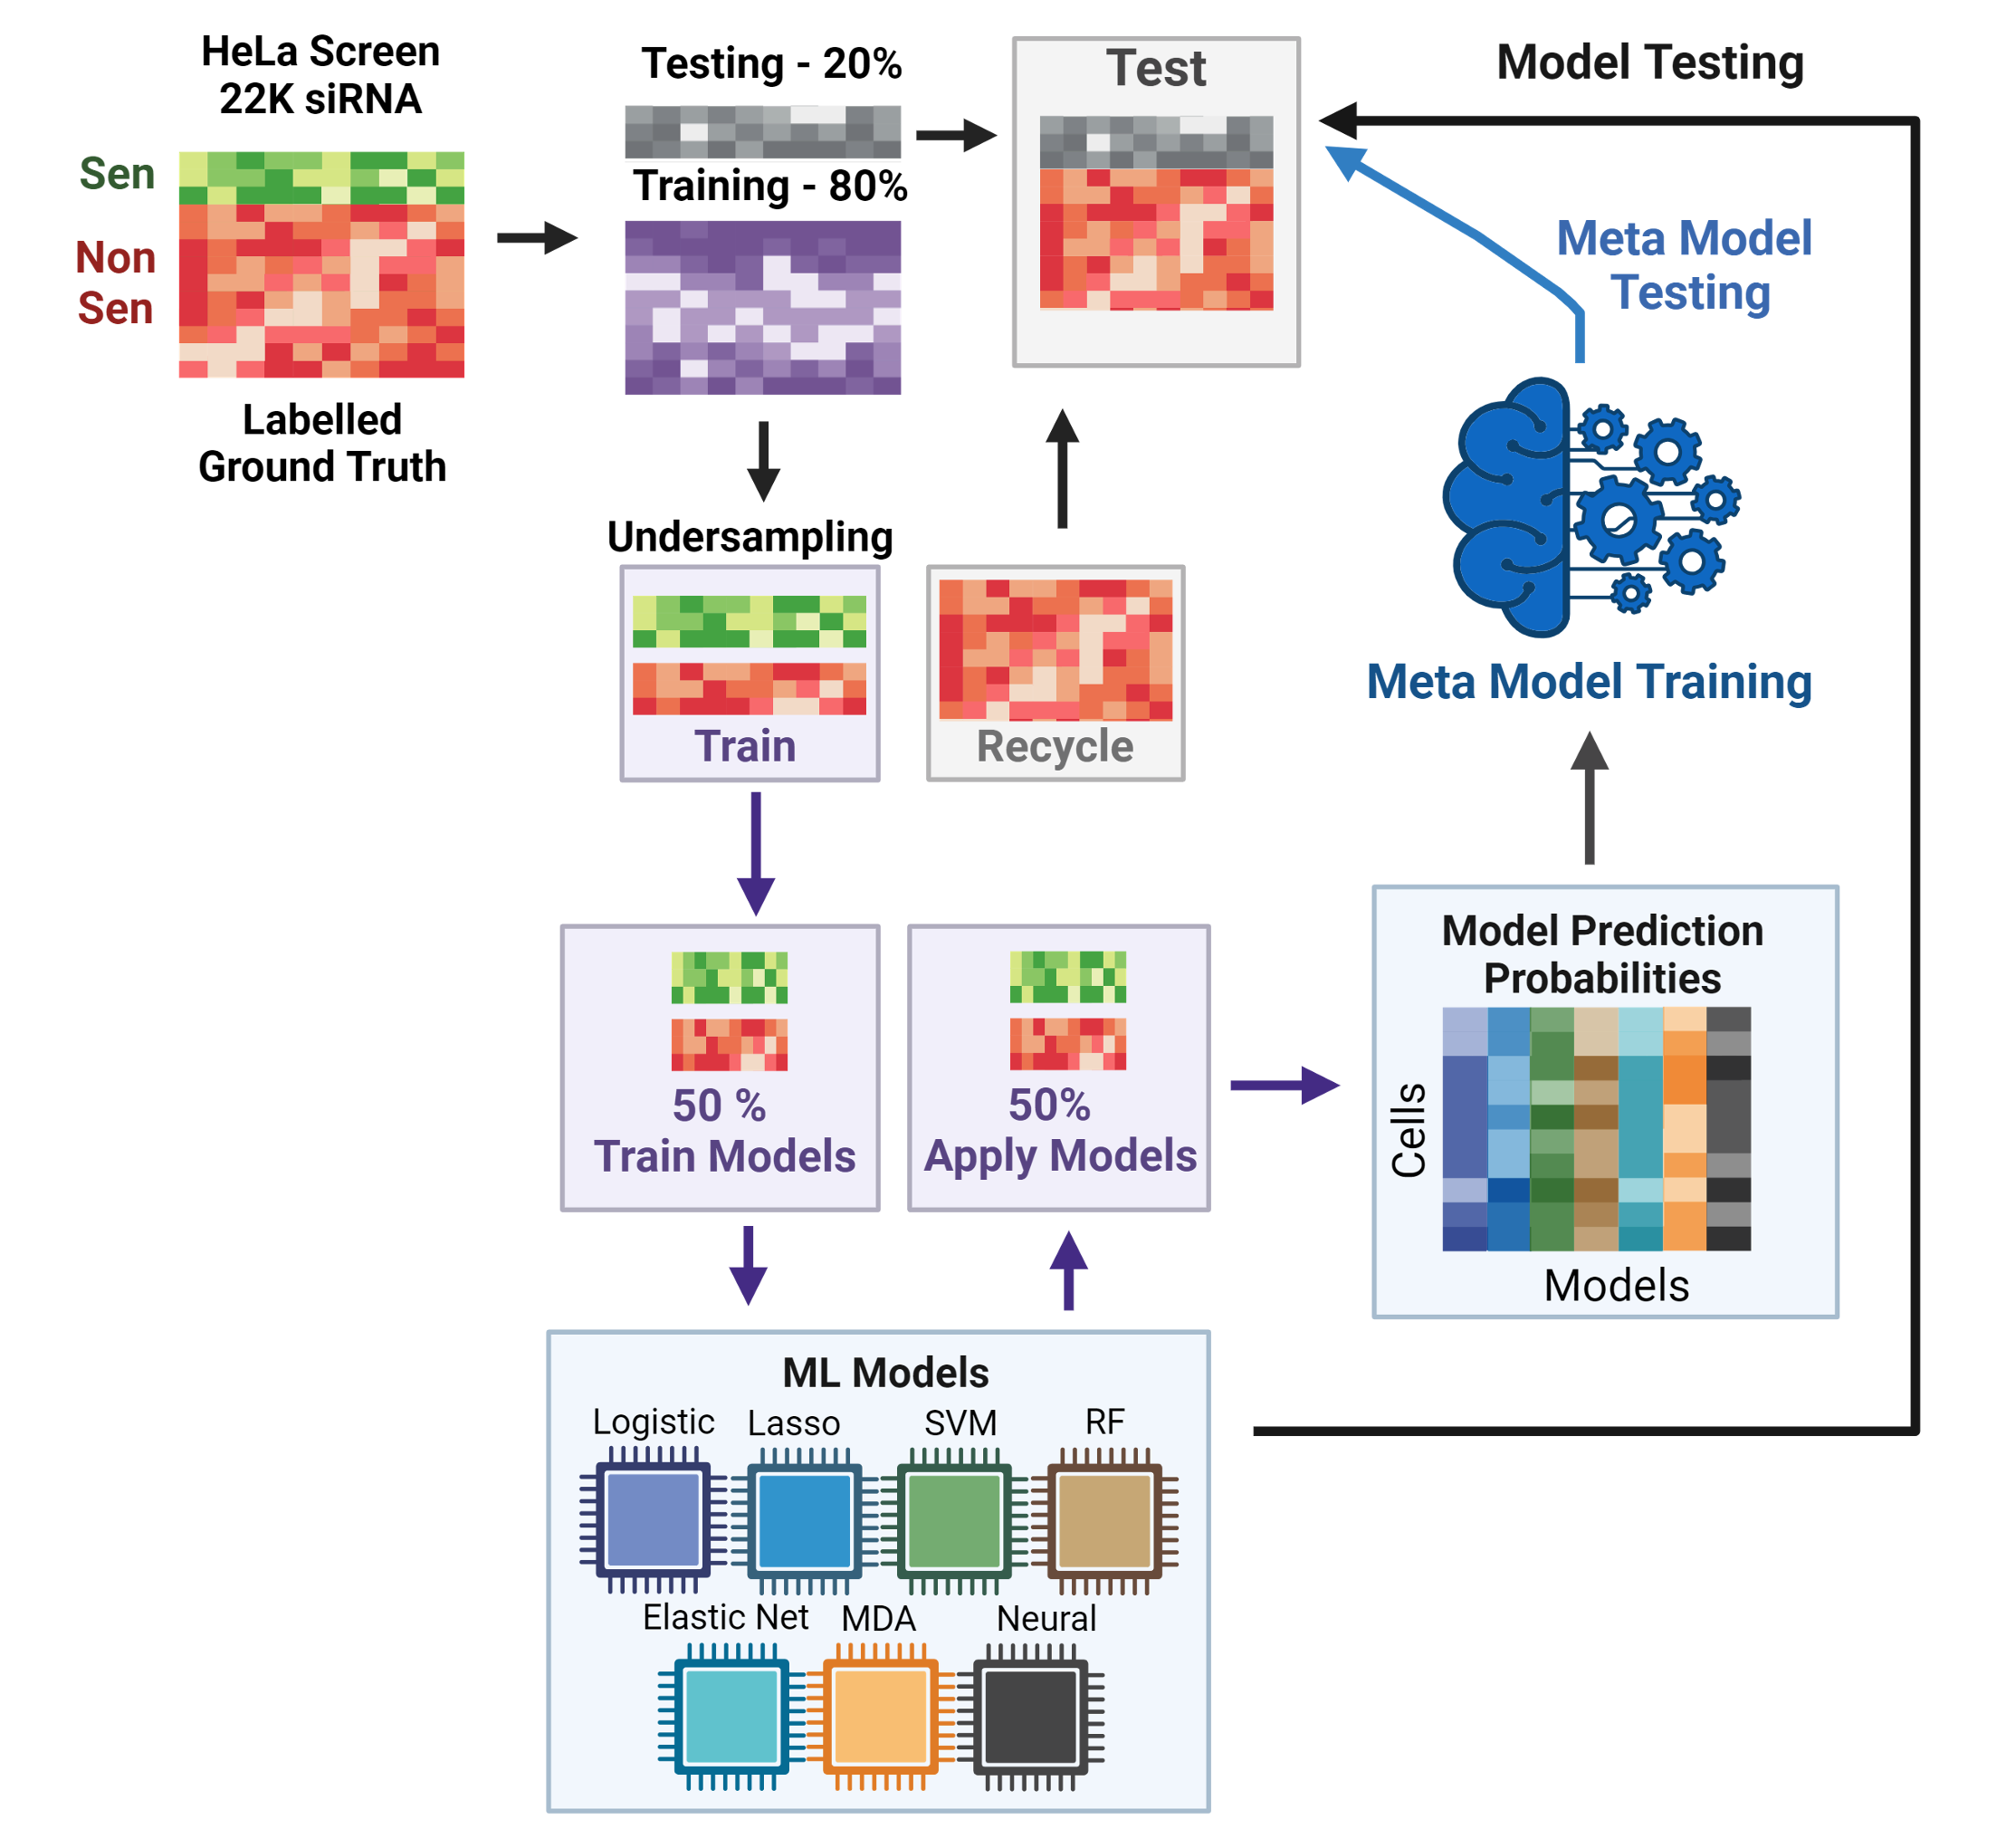 HeLa Screen
22K siRNA
Sen
Non
Sen
Labelled
Ground Truth
Testing - 20%
Training - 80%
Test
Model Testing
Meta Model
Testing
Undersampling
Train
Recycle
Meta Model Training
50 %
Train Models
50%
Apply Models
Model Prediction
Probabilities
Cells
Models
ML Models
Logistic
Lasso
SVM
RF
Elastic Net
MDA
Neural